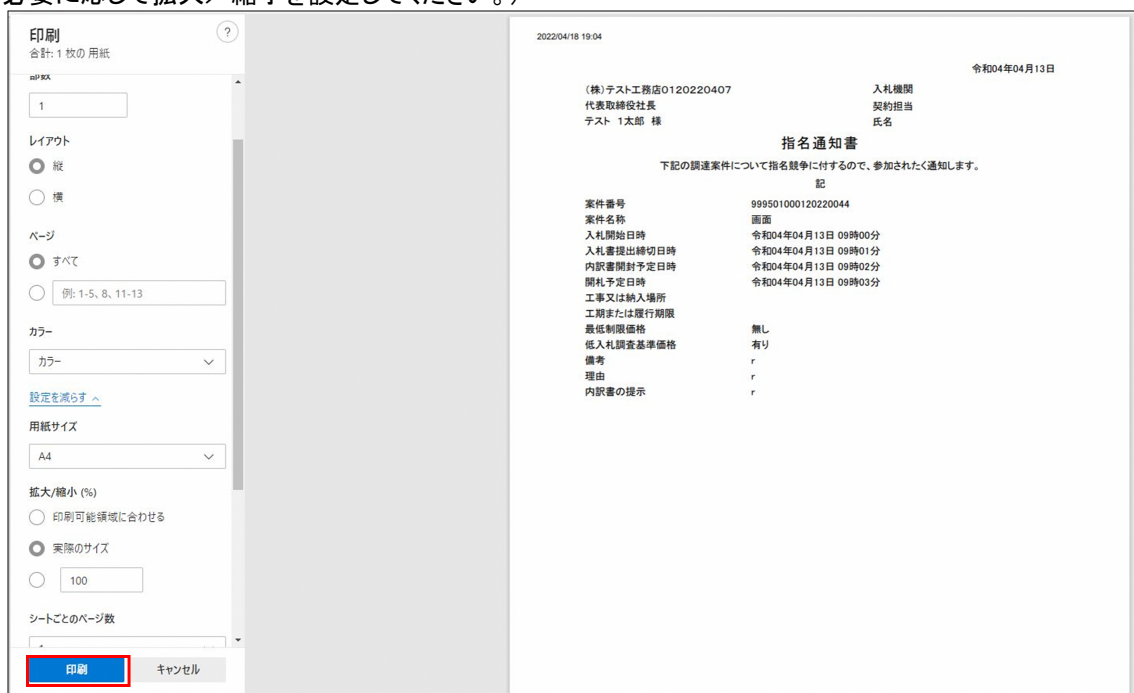 必要に応じて拡大/縮小を設定してください。)
印刷
?
合計: 1 枚の 用紙
部数
1
レイアウト
縦
横
ページ
すべて
例: 1-5、8、11-13
カラー
カラー
設定を減らす
用紙サイズ
A4
拡大/縮小 (%)
印刷可能領域に合わせる
実際のサイズ
100
シートごとのページ数
印刷
キャンセル
2022/04/18 19:04
令和04年04月13日
(株)テスト工務店0120220407
入札機関
代表取締役社長
契約担当
テスト 1太郎 様
氏名
指名通知書
下記の調達案件について指名競争に付するので、参加されたく通知します。
記
案件番号 999501000120220044
案件名称 画面
入札開始日時 令和04年04月13日 09時00分
入札書提出締切日時 令和04年04月13日 09時01分
内訳書開封予定日時 令和04年04月13日 09時02分
開札予定日時 令和04年04月13日 09時03分
工事又は納入場所
工期または履行期限
最低制限価格 無し
低入札調査基準価格 有り
備考 r
理由 r
内訳書の提示 r